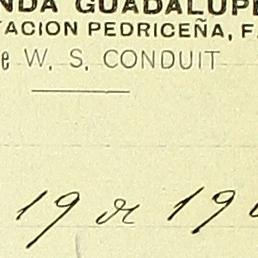 NDA GUADALUPE
TACION PEDRICEÑA, F.
e W. S. CONDUIT
19 de 19